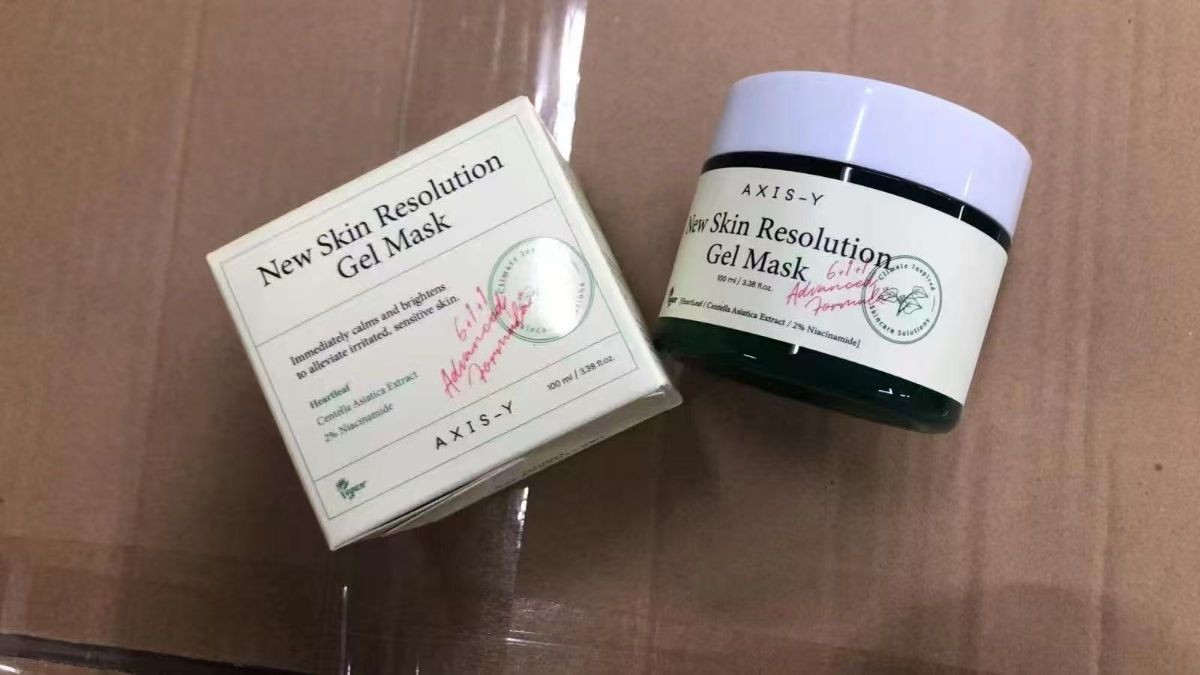 New Skin Resolution
Gel Mask
Immediately calms and brightens
to alleviate irritated, sensitive skin.
Heartleaf
Centella Asiatica Extract
2% Niacinamide
6+1+1
Advanced
Formula
Climate
Skincare
100 ml / 3.38 fl.oz.
AXIS-Y
Vegan
AXIS-Y
New Skin Resolution
Gel Mask
100 ml / 3.38 fl.oz.
6+1+1
Advanced
Formula
Climate Inspired
Skincare Solutions
[Heartleaf / Centella Asiatica Extract / 2% Niacinamide]